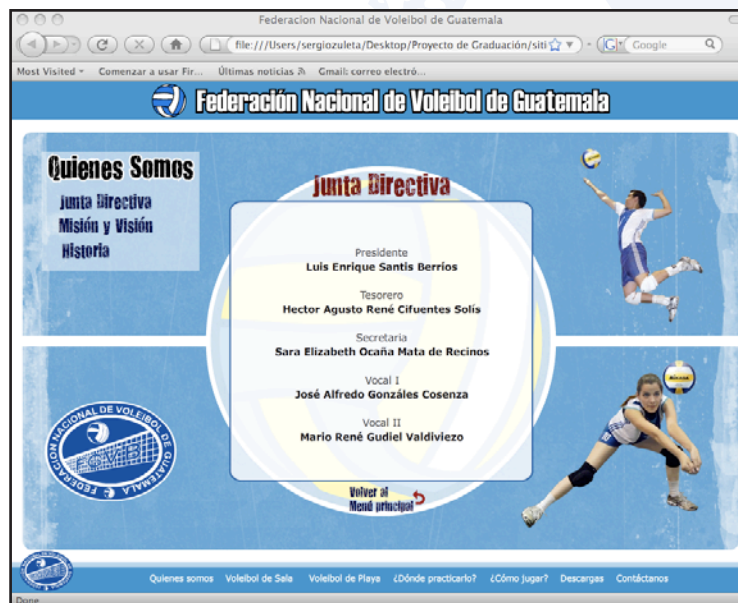 Federacion Nacional de Voleibol de Guatemala
file:///Users/sergiozuleta/Desktop/Proyecto de Graduación/siti
Google
Most Visited
Comenzar a usar Fir...
Últimas noticias
Gmail: correo electró...
Federación Nacional de Voleibol de Guatemala
Quienes Somos
Junta Directiva
Misión y Visión
Historia
Junta Directiva
Presidente
Luis Enrique Santis Berrios
Tesorero
Hector Agusto René Cifuentes Solís
Secretaria
Sara Elizabeth Ocaña Mata de Recinos
Vocal I
José Alfredo Gonzáles Cosenza
Vocal II
Mario René Gudiel Valdiviezo
Volver al
Menú principal
FEDERACION NACIONAL DE VOLEIBOL DE GUATEMALA
Quienes somos
Voleibol de Sala
Voleibol de Playa
¿Dónde practicarlo?
¿Cómo jugar?
Descargas
Contáctanos
Done